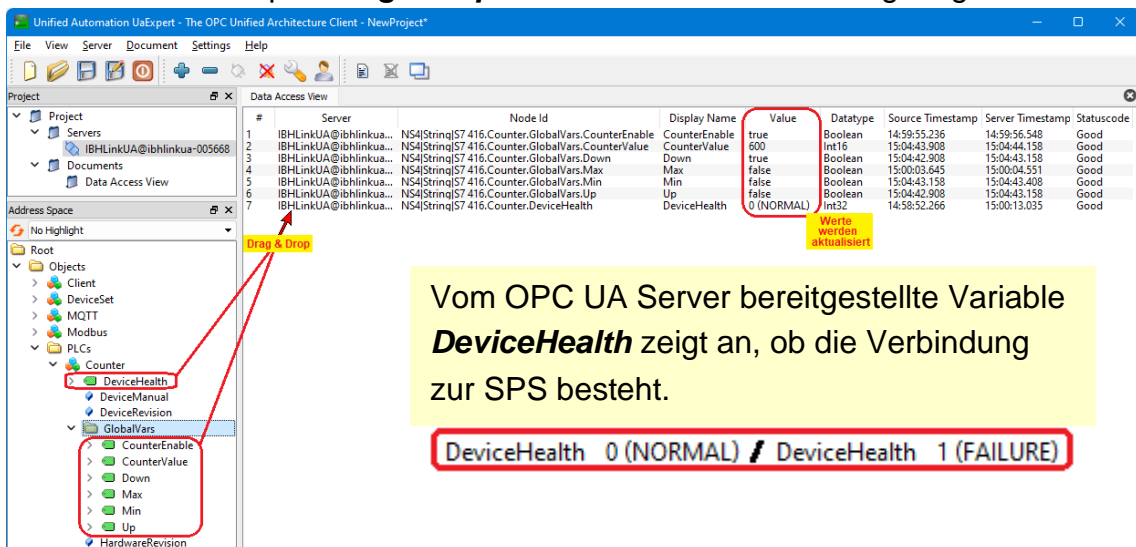 Unified Automation UaExpert - The OPC Unified Architecture Client - NewProject*
File View Server Document Settings Help
Project
Project
Servers
IBHLinkUA@ibhlinkua-005668
Documents
Data Access View
Address Space
No Highlight
Root
Objects
Client
DeviceSet
MQTT
Modbus
PLCs
Counter
DeviceHealth
DeviceManual
DeviceRevision
GlobalVars
CounterEnable
CounterValue
Down
Max
Min
Up
HardwareRevision
Data Access View
# Server Node Id Display Name Value Datatype Source Timestamp Server Timestamp Statuscode
1 IBHLinkUA@ibhlinkua... NS4|String|S7 416.Counter.GlobalVars.CounterEnable CounterEnable true Boolean 14:59:55.236 14:59:56.548 Good
2 IBHLinkUA@ibhlinkua... NS4|String|S7 416.Counter.GlobalVars.CounterValue CounterValue 600 Int16 15:04:43.908 15:04:44.158 Good
3 IBHLinkUA@ibhlinkua... NS4|String|S7 416.Counter.GlobalVars.Down Down true Boolean 15:04:42.908 15:04:43.158 Good
4 IBHLinkUA@ibhlinkua... NS4|String|S7 416.Counter.GlobalVars.Max Max false Boolean 15:00:03.645 15:00:04.551 Good
5 IBHLinkUA@ibhlinkua... NS4|String|S7 416.Counter.GlobalVars.Min Min false Boolean 15:04:43.158 15:04:43.408 Good
6 IBHLinkUA@ibhlinkua... NS4|String|S7 416.Counter.GlobalVars.Up Up false Boolean 15:04:42.908 15:04:43.158 Good
7 IBHLinkUA@ibhlinkua... NS4|String|S7 416.Counter.DeviceHealth DeviceHealth 0 (NORMAL) Int32 14:58:52.266 15:00:13.035 Good
Drag & Drop
Werte
werden
aktualisiert
Vom OPC UA Server bereitgestellte Variable
DeviceHealth zeigt an, ob die Verbindung
zur SPS besteht.
DeviceHealth 0 (NORMAL) / DeviceHealth 1 (FAILURE)